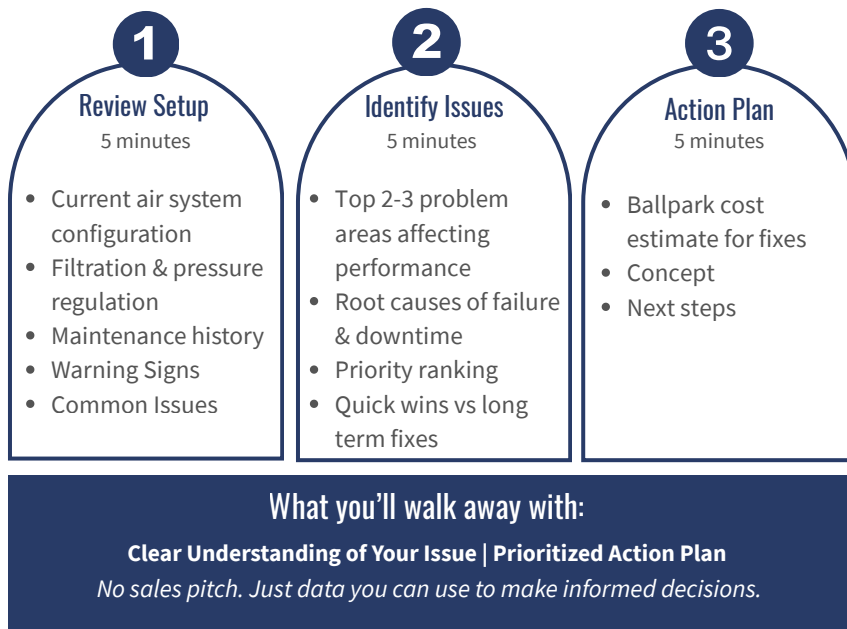 1
Review Setup
5 minutes
• Current air system
configuration
• Filtration & pressure
regulation
• Maintenance history
• Warning Signs
• Common Issues
2
Identify Issues
5 minutes
• Top 2-3 problem
areas affecting
performance
• Root causes of failure
& downtime
• Priority ranking
• Quick wins vs long
term fixes
3
Action Plan
5 minutes
• Ballpark cost
estimate for fixes
• Concept
• Next steps
What you'll walk away with:
Clear Understanding of Your Issue | Prioritized Action Plan
No sales pitch. Just data you can use to make informed decisions.